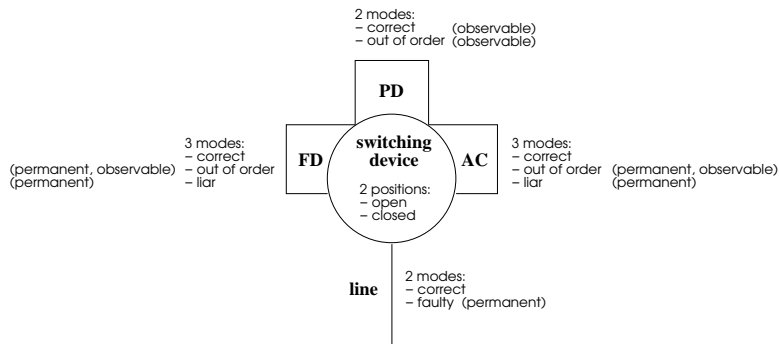 2 modes:
– correct (observable)
– out of order (observable)
PD
3 modes:
– correct
(permanent, observable) – out of order
(permanent) – liar
FD
switching
device
2 positions:
– open
– closed
AC
3 modes:
– correct
– out of order (permanent, observable)
– liar (permanent)
line
2 modes:
– correct
– faulty (permanent)